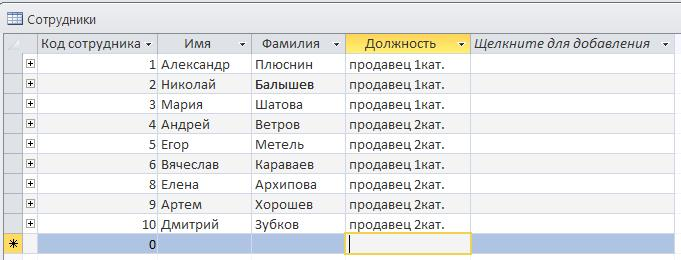 Сотрудники
Код сотрудника Имя Фамилия Должность Щелкните для добавления
1 Александр Плюснин продавец 1кат.
2 Николай Балышев продавец 1кат.
3 Мария Шатова продавец 1кат.
4 Андрей Ветров продавец 2кат.
5 Егор Метель продавец 2кат.
6 Вячеслав Караваев продавец 1кат.
8 Елена Архипова продавец 2кат.
9 Артем Хорошев продавец 2кат.
10 Дмитрий Зубков продавец 2кат.
0